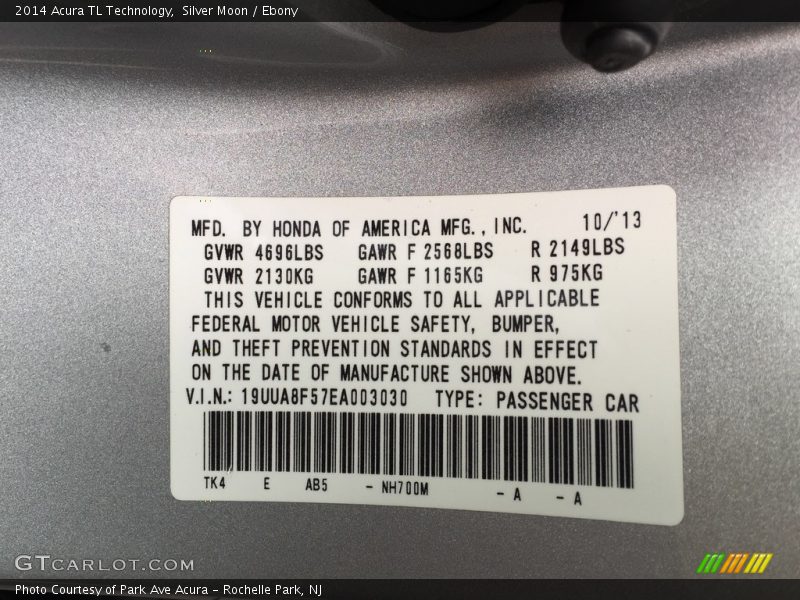 2014 Acura TL Technology, Silver Moon / Ebony
MFD. BY HONDA OF AMERICA MFG., INC. 10/'13
GVWR 4696LBS GAWR F 2568LBS R 2149LBS
GVWR 2130KG GAWR F 1165KG R 975KG
THIS VEHICLE CONFORMS TO ALL APPLICABLE
FEDERAL MOTOR VEHICLE SAFETY, BUMPER,
AND THEFT PREVENTION STANDARDS IN EFFECT
ON THE DATE OF MANUFACTURE SHOWN ABOVE.
V.I.N.: 19UUA8F57EA003030 TYPE: PASSENGER CAR
TK4 E AB5 - NH700M - A - A
GTCARLOT.COM
Photo Courtesy of Park Ave Acura - Rochelle Park, NJ